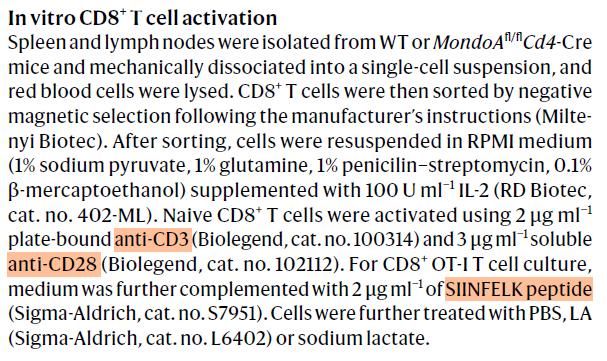 In vitro CD8⁺ T cell activation
Spleen and lymph nodes were isolated from WT or MondoAᶠˡ/ᶠˡCd4-Cre
mice and mechanically dissociated into a single-cell suspension, and
red blood cells were lysed. CD8⁺ T cells were then sorted by negative
magnetic selection following the manufacturer’s instructions (Milte-
nyi Biotec). After sorting, cells were resuspended in RPMI medium
(1% sodium pyruvate, 1% glutamine, 1% penicilin–streptomycin, 0.1%
β-mercaptoethanol) supplemented with 100 U ml⁻¹ IL-2 (RD Biotec,
cat. no. 402-ML). Naive CD8⁺ T cells were activated using 2 μg ml⁻¹
plate-bound anti-CD3 (Biolegend, cat. no. 100314) and 3 μg ml⁻¹ soluble
anti-CD28 (Biolegend, cat. no. 102112). For CD8⁺ OT-I T cell culture,
medium was further complemented with 2 μg ml⁻¹ of SIINFELK peptide
(Sigma-Aldrich, cat. no. S7951). Cells were further treated with PBS, LA
(Sigma-Aldrich, cat. no. L6402) or sodium lactate.